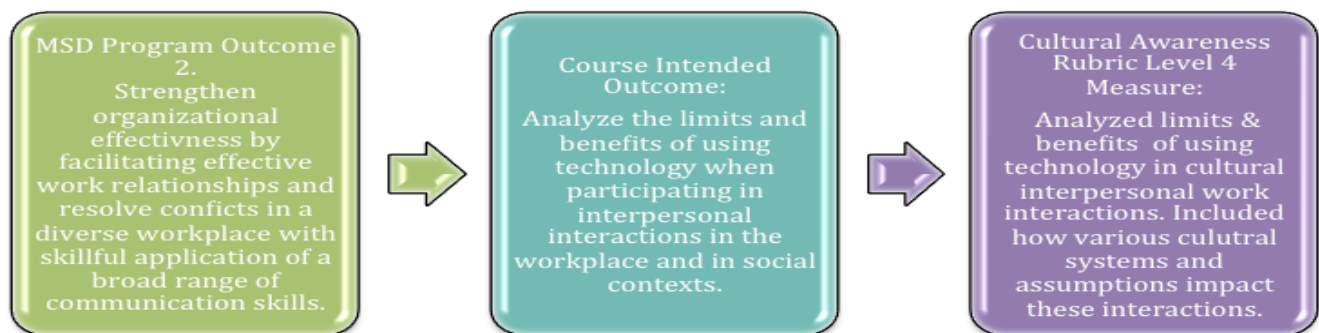 MSD Program Outcome
2.
Strengthen
organizational
effectivness by
facilitating effective
work relationships and
resolve conficts in a
diverse workplace with
skillful application of a
broad range of
communication skills.
Course Intended
Outcome:
Analyze the limits and
benefits of using
technology when
participating in
interpersonal
interactions in the
workplace and in social
contexts.
Cultural Awareness
Rubric Level 4
Measure:
Analyzed limits &
benefits of using
technology in cultural
interpersonal work
interactions. Included
how various culutral
systems and
assumptions impact
these interactions.